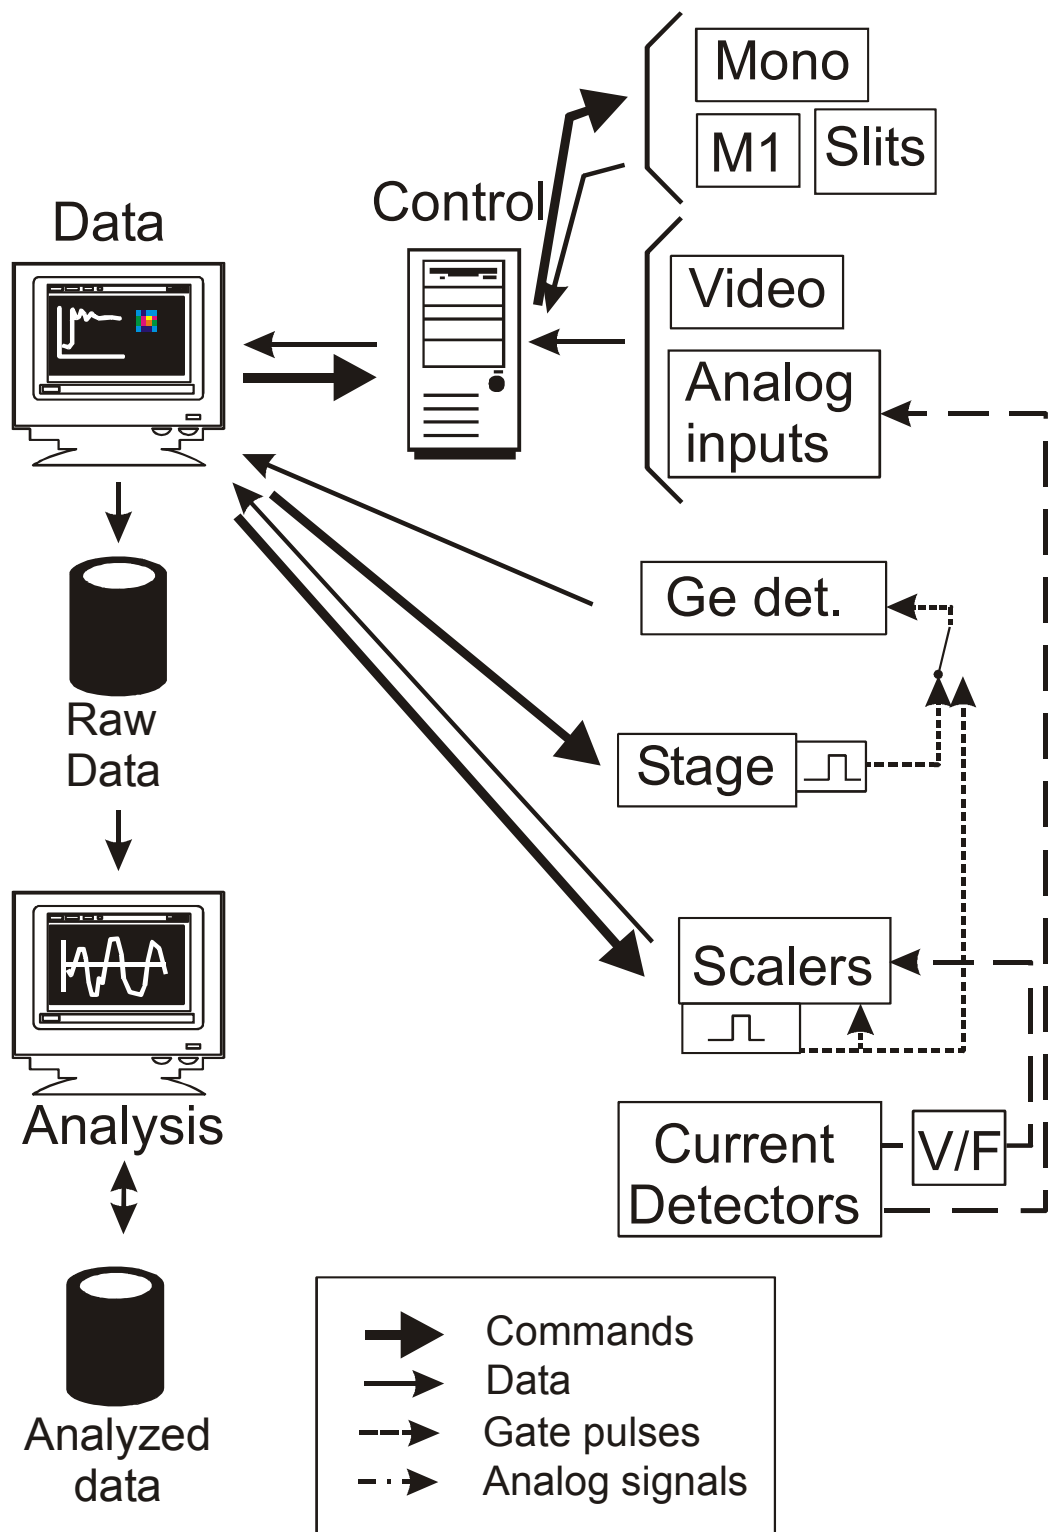 Mono
M1
Slits
Control
Data
Video
Analog
inputs
Ge det.
Raw
Data
Stage
Scalers
Analysis
Current
Detectors
V/F
Analyzed
data
Commands
Data
Gate pulses
Analog signals